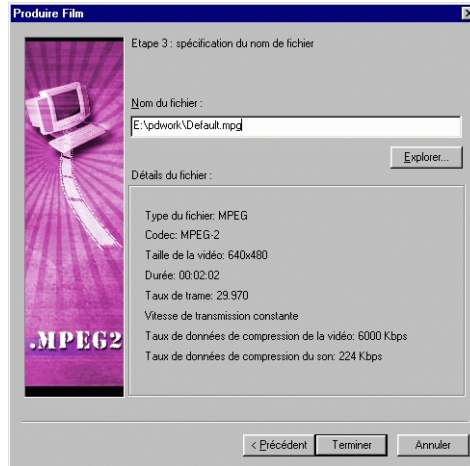 Produire Film
Etape 3 : spécification du nom de fichier
Nom du fichier :
E:\pdwork\Default.mpg
Explorer...
Détails du fichier :
Type du fichier: MPEG
Codec: MPEG-2
Taille de la vidéo: 640x480
Durée: 00:02:02
Taux de trame: 29.970
Vitesse de transmission constante
Taux de données de compression de la vidéo: 6000 Kbps
Taux de données de compression du son: 224 Kbps
.MPEG2
< Précédent
Terminer
Annuler